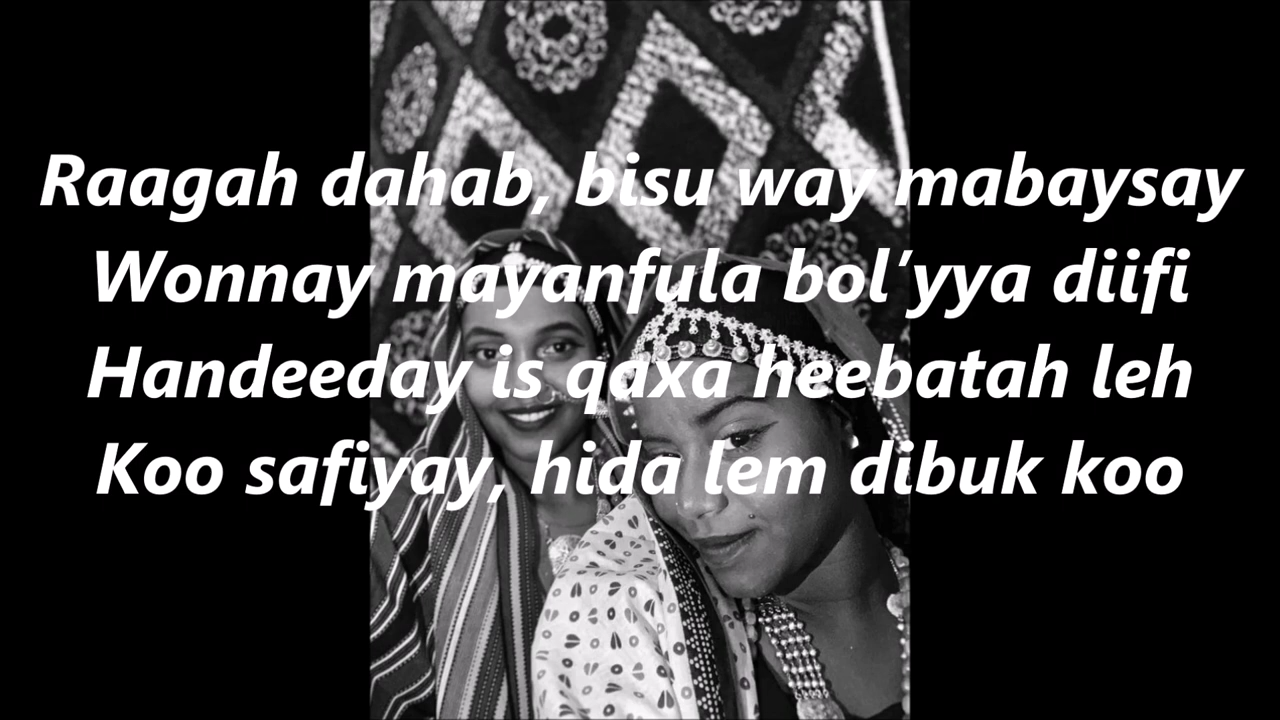 Raagah dahab, bisu way mabaysay
Wonnay mayanfula bol'yya diifi
Handeeday is qaxa heebatah leh
Koo safiyay, hida lem dibuk koo